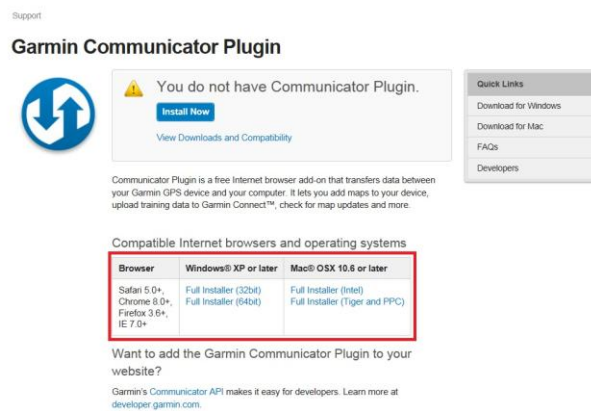 Support
Garmin Communicator Plugin
You do not have Communicator Plugin.
Install Now
View Downloads and Compatibility
Quick Links
Download for Windows
Download for Mac
FAQs
Developers
Communicator Plugin is a free Internet browser add-on that transfers data between
your Garmin GPS device and your computer. It lets you add maps to your device,
upload training data to Garmin Connect™, check for map updates and more.
Compatible Internet browsers and operating systems
Browser Windows® XP or later Mac® OSX 10.6 or later
Safari 5.0+, Full Installer (32bit) Full Installer (Intel)
Chrome 8.0+, Full Installer (64bit) Full Installer (Tiger and PPC)
Firefox 3.6+,
IE 7.0+
Want to add the Garmin Communicator Plugin to your
website?
Garmin's Communicator API makes it easy for developers. Learn more at
developer.garmin.com.